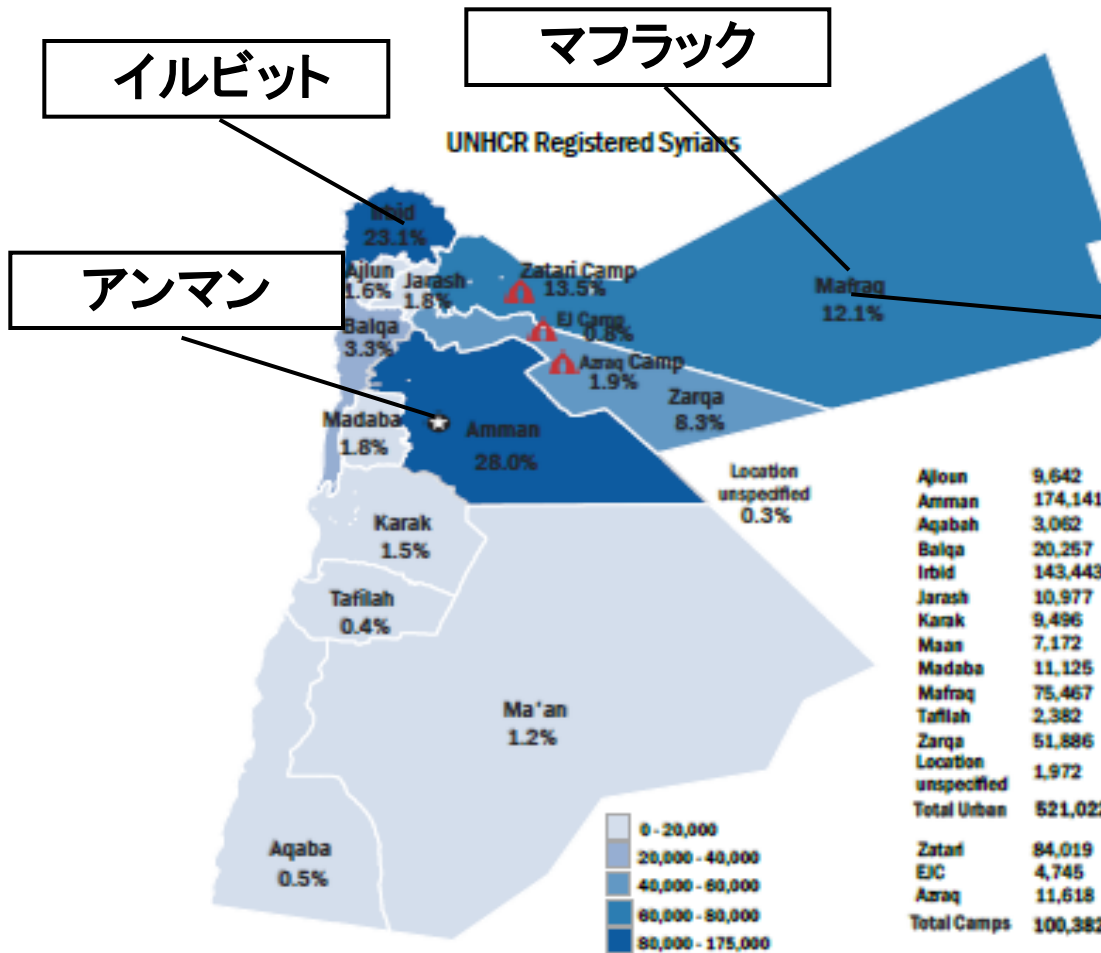 マフラック
イルビット
UNHCR Registered Syrians
Irbid
23.1%
アンマン
Ajlun
1.6%
Jarash
1.8%
Zatari Camp
13.5%
Mafraq
12.1%
EJ Camp
0.8%
Balqa
3.3%
Azraq Camp
1.9%
Zarqa
8.3%
Madaba
1.8%
Amman
28.0%
Location
unspecified
0.3%
Karak
1.5%
Tafilah
0.4%
Ma'an
1.2%
Aqaba
0.5%
Ajloun 9,642
Amman 174,141
Aqabah 3,062
Balqa 20,257
Irbid 143,443
Jarash 10,977
Karak 9,496
Maan 7,172
Madaba 11,125
Mafraq 75,467
Tafilah 2,382
Zarqa 51,886
Location
unspecified 1,972
Total Urban 521,022
Zatari 84,019
EJC 4,745
Azraq 11,618
Total Camps 100,382
0 - 20,000
20,000 - 40,000
40,000 - 60,000
60,000 - 80,000
80,000 - 175,000